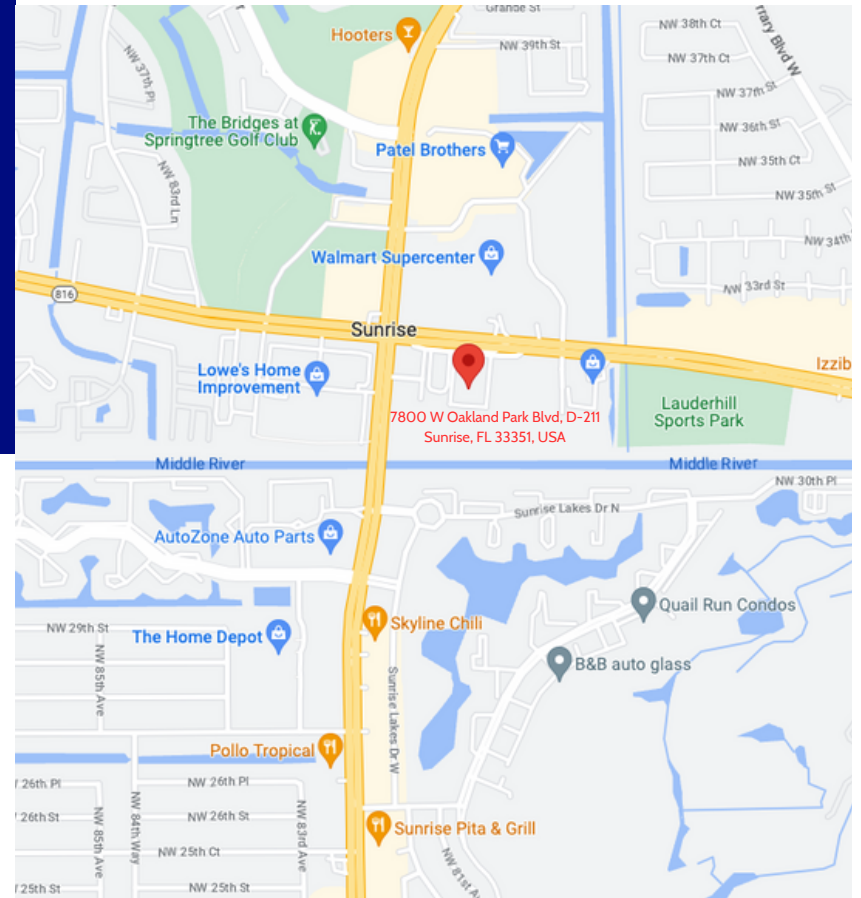 Grande St
Hooters
NW 39th St
NW 38th Ct
NW 37th Ct
NW 37th St
NW 36th St
NW 35th Ct
NW 35th St
NW 34th
NW 33rd St
NW 37th Pl
The Bridges at
Springtree Golf Club
NW 83rd Ln
Patel Brothers
Walmart Supercenter
816
Sunrise
Lowe's Home
Improvement
7800 W Oakland Park Blvd, D-211
Sunrise, FL 33351, USA
Izzib
Lauderhill
Sports Park
Middle River
Middle River
NW 30th Pl
Sunrise Lakes Dr N
AutoZone Auto Parts
Quail Run Condos
Skyline Chili
NW 29th St
The Home Depot
B&B auto glass
NW 85th Ave
Sunrise Lakes Dr W
Pollo Tropical
26th Pl
NW 26th Pl
26th St
NW 26th St
NW 85th Ave
NW 84th Way
NW 83rd Ave
Sunrise Pita & Grill
NW 25th Ct
NW 81st A
25th St
NW 25th St